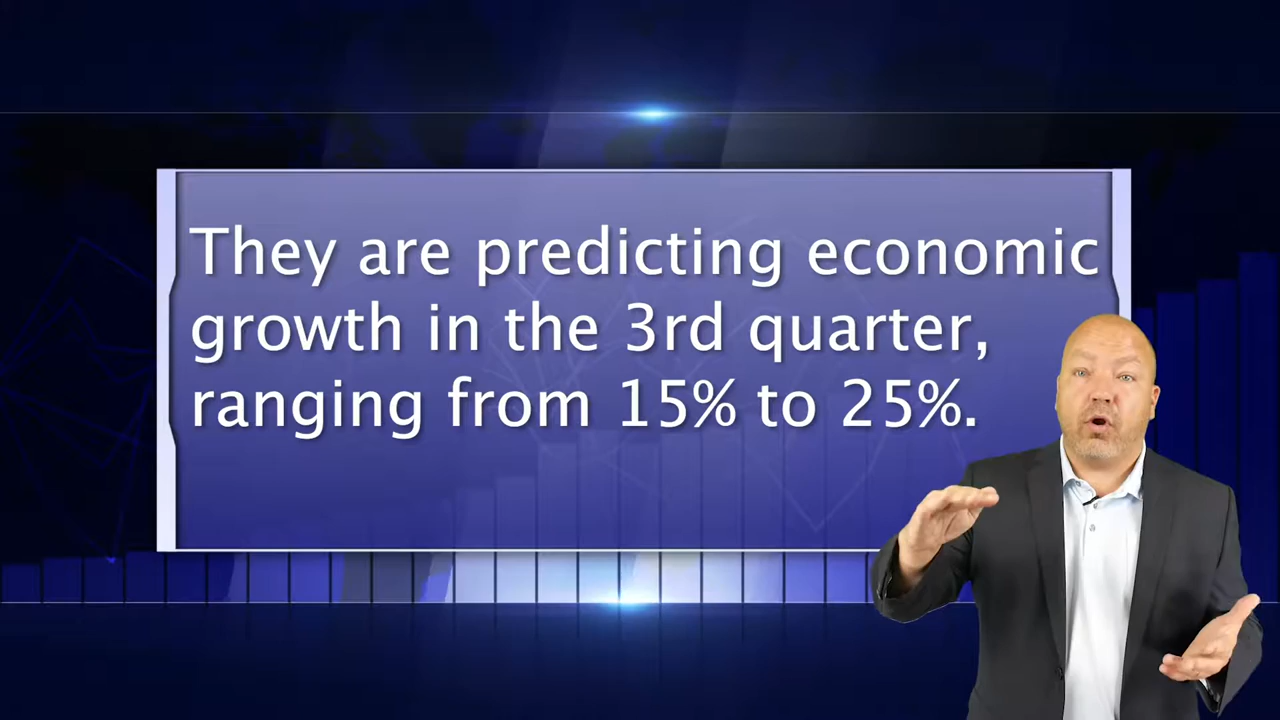 They are predicting economic
growth in the 3rd quarter,
ranging from 15% to 25%.